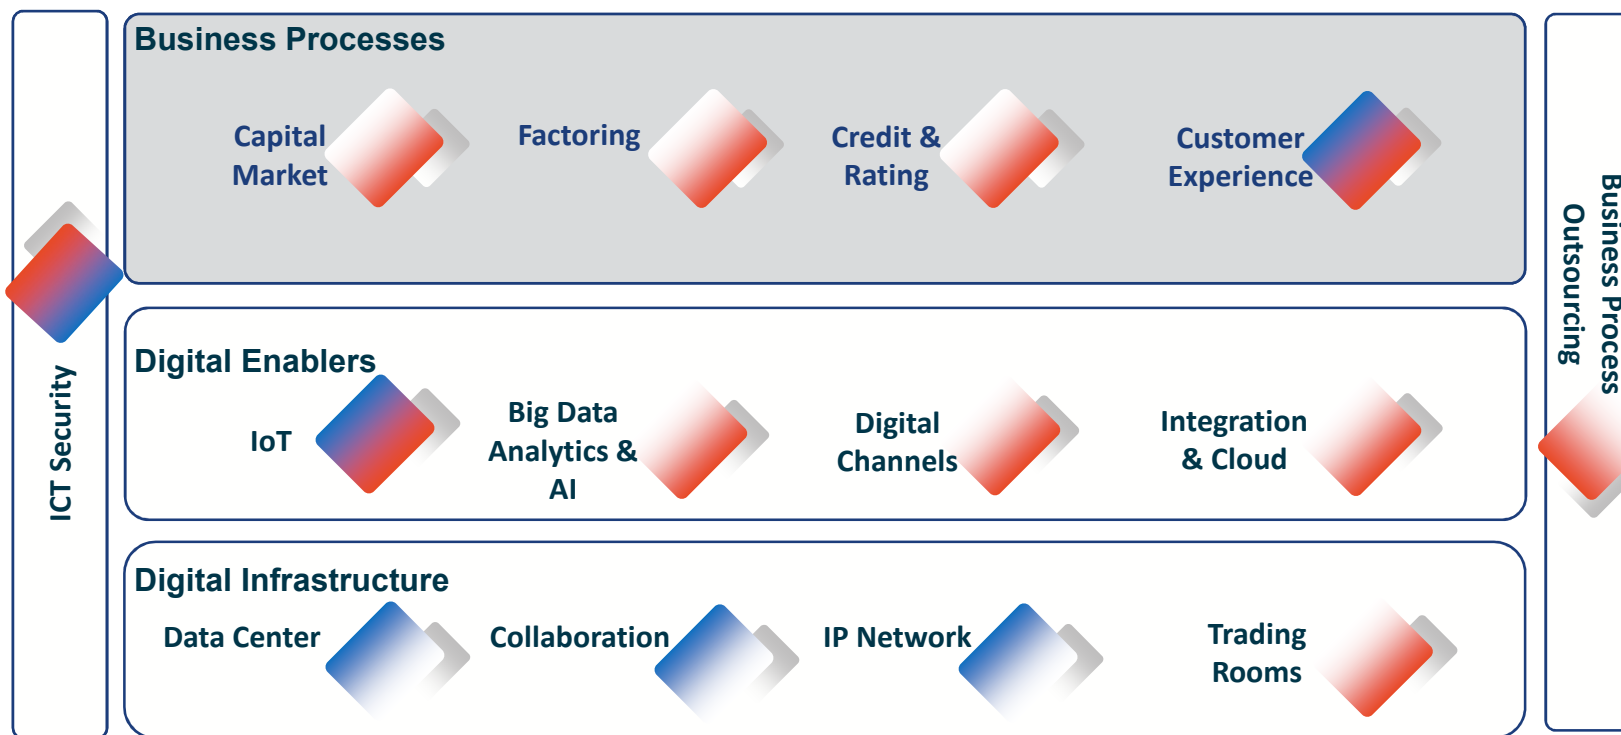 Business Processes
Capital
Market
Factoring
Credit &
Rating
Customer
Experience
Digital Enablers
IoT
Big Data
Analytics &
AI
Digital
Channels
Integration
& Cloud
Digital Infrastructure
Data Center
Collaboration
IP Network
Trading
Rooms
ICT Security
Business Process
Outsourcing